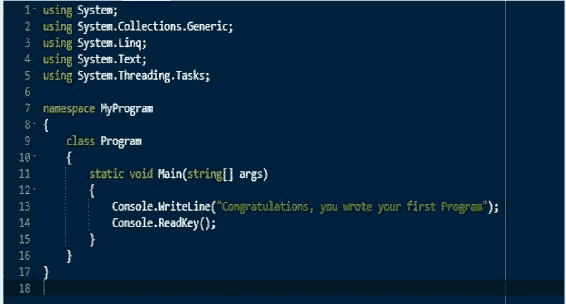 1 using System;
2 using System.Collections.Generic;
3 using System.Linq;
4 using System.Text;
5 using System.Threading.Tasks;
6
7 namespace MyProgram
8 {
9 class Program
10 {
11 static void Main(string[] args)
12 {
13 Console.WriteLine("Congratulations, you wrote your first Program");
14 Console.ReadKey();
15 }
16 }
17 }
18